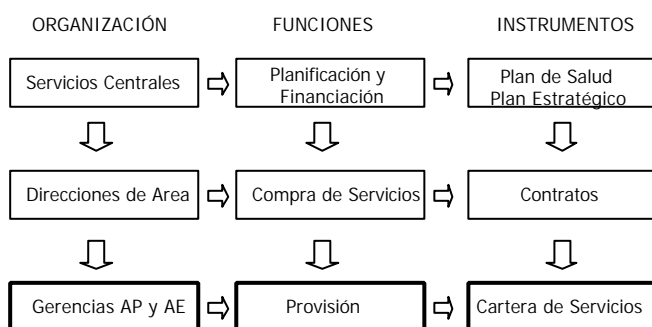 ORGANIZACIÓN FUNCIONES INSTRUMENTOS
Servicios Centrales
Planificación y
Financiación
Plan de Salud
Plan Estratégico
Direcciones de Area
Compra de Servicios
Contratos
Gerencias AP y AE
Provisión
Cartera de Servicios